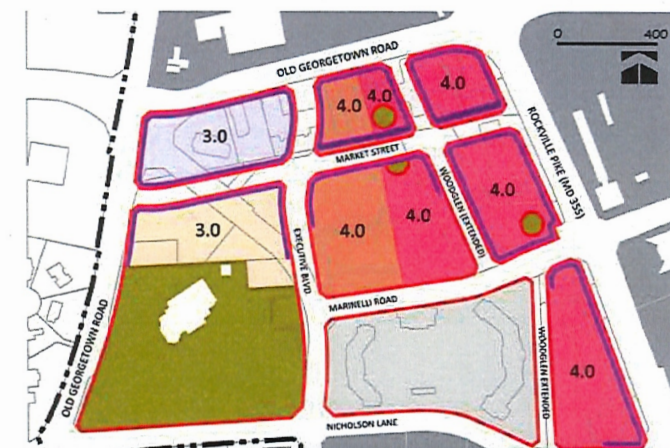 0 400
OLD GEORGETOWN ROAD
4.0
4.0
4.0
3.0
MARKET STREET
ROCKVILLE PIKE (MD 355)
WOODGLEN (EXTENDED)
4.0
3.0
4.0
4.0
EXECUTIVE BLVD
MARINELLI ROAD
OLD GEORGETOWN ROAD
WOODGLEN EXTENDED
4.0
NICHOLSON LANE